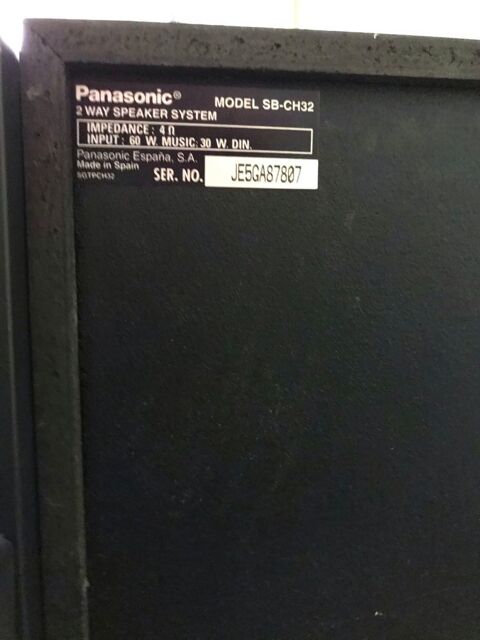 Panasonic® MODEL SB-CH32
2 WAY SPEAKER SYSTEM
IMPEDANCE : 4 Ω
INPUT : 60 W. MUSIC: 30 W. DIN.
Panasonic España, S.A.
Made in Spain
SGTPCH32 SER. NO. JE5GA87807